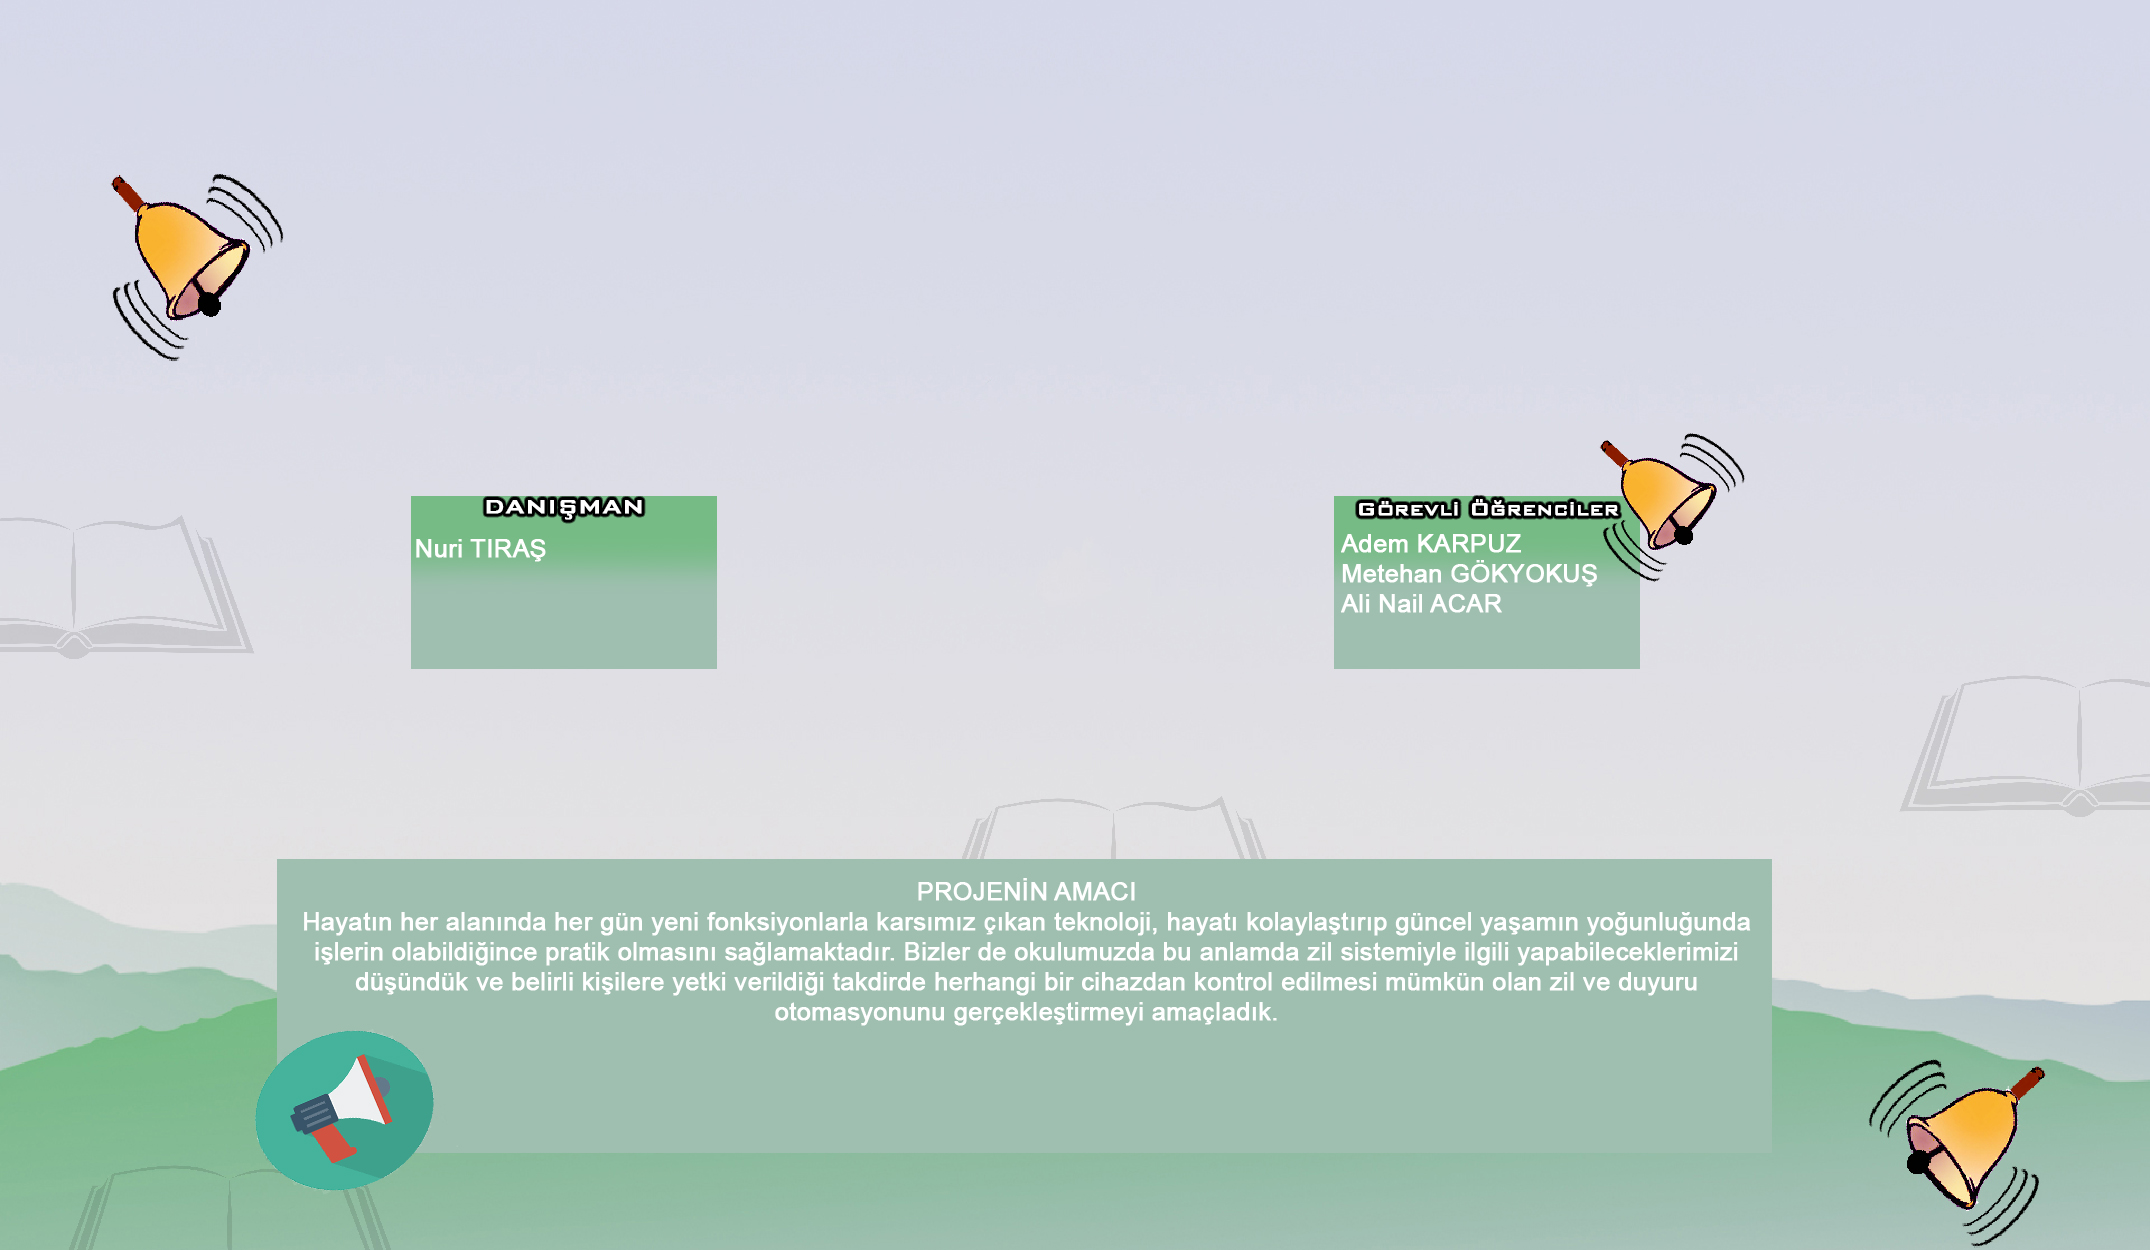 DANIŞMAN
Nuri TIRAŞ
GÖREVLİ ÖĞRENCİLER
Adem KARPUZ
Metehan GÖKYOKUŞ
Ali Nail ACAR
PROJENİN AMACI
Hayatın her alanında her gün yeni fonksiyonlarla karsımız çıkan teknoloji, hayatı kolaylaştırıp güncel yaşamın yoğunluğunda
işlerin olabildiğince pratik olmasını sağlamaktadır. Bizler de okulumuzda bu anlamda zil sistemiyle ilgili yapabileceklerimizi
düşündük ve belirli kişilere yetki verildiği takdirde herhangi bir cihazdan kontrol edilmesi mümkün olan zil ve duyuru
otomasyonunu gerçekleştirmeyi amaçladık.